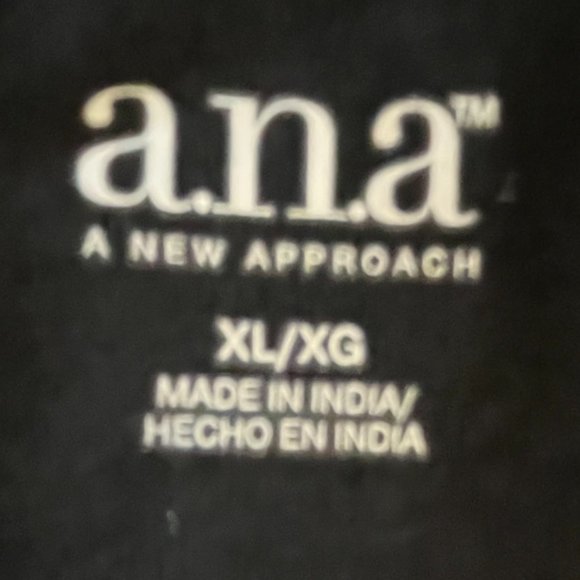 a.n.a™
A NEW APPROACH
XL/XG
MADE IN INDIA/
HECHO EN INDIA